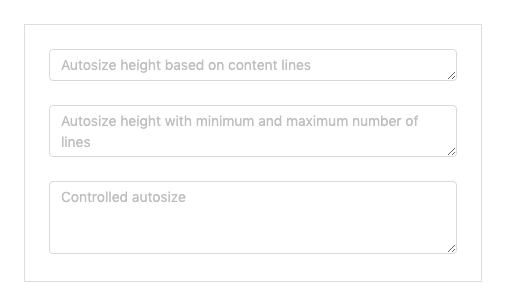 Autosize height based on content lines
Autosize height with minimum and maximum number of
lines
Controlled autosize